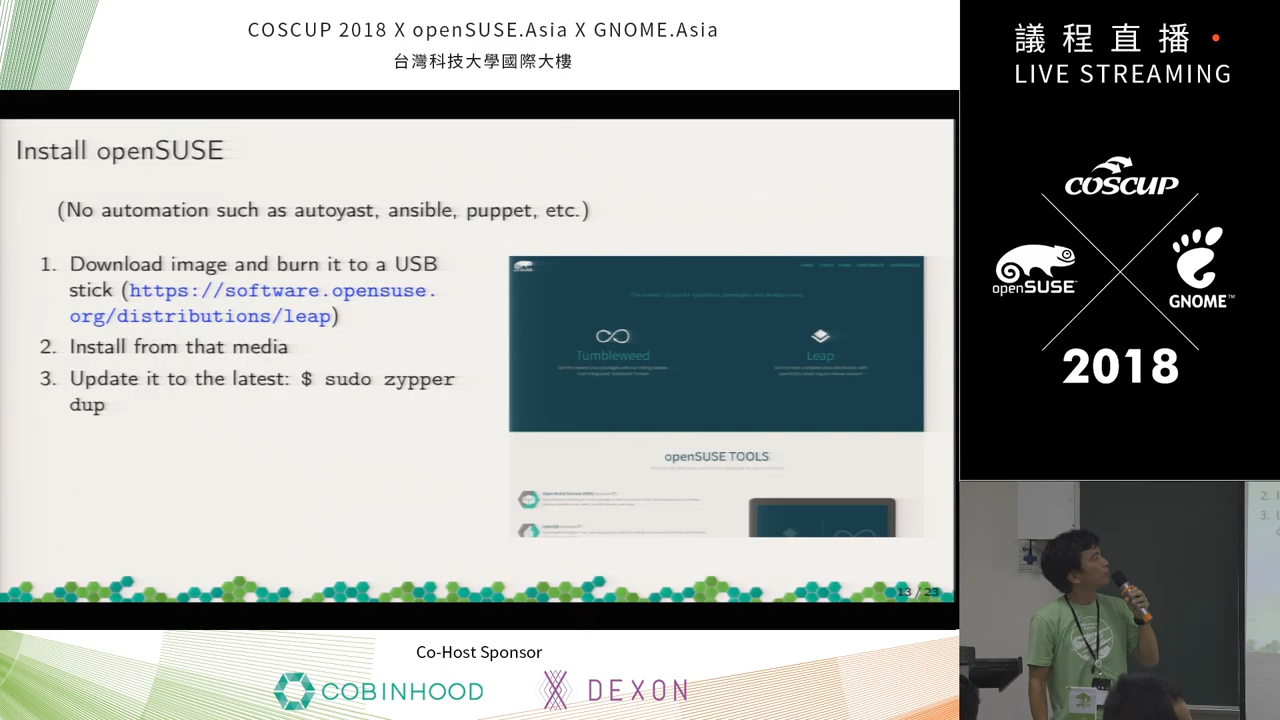 COSCUP 2018 X openSUSE.Asia X GNOME.Asia
台灣科技大學國際大樓
議程直播
LIVE STREAMING
COSCUP
openSUSE
GNOME™
2018
Install openSUSE
(No automation such as autoyast, ansible, puppet, etc.)
1. Download image and burn it to a USB
stick (https://software.opensuse.
org/distributions/leap)
2. Install from that media
3. Update it to the latest: $ sudo zypper
dup
Tumbleweed
Leap
openSUSE TOOLS
13 / 23
Co-Host Sponsor
COBINHOOD
DEXON